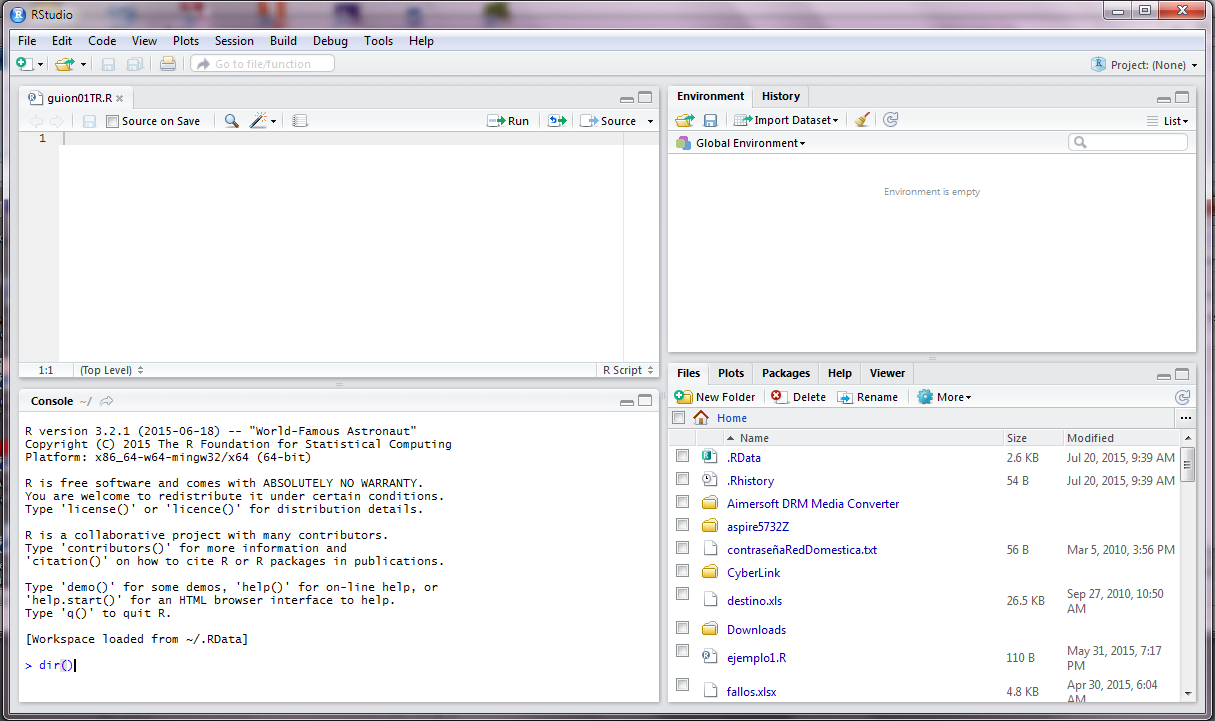 RStudio
File Edit Code View Plots Session Build Debug Tools Help
Go to file/function
Project: (None)
guion01TR.R
Source on Save
Run
Source
1
1:1
(Top Level)
R Script
Console ~/
R version 3.2.1 (2015-06-18) -- "World-Famous Astronaut"
Copyright (C) 2015 The R Foundation for Statistical Computing
Platform: x86_64-w64-mingw32/x64 (64-bit)
R is free software and comes with ABSOLUTELY NO WARRANTY.
You are welcome to redistribute it under certain conditions.
Type 'license()' or 'licence()' for distribution details.
R is a collaborative project with many contributors.
Type 'contributors()' for more information and
'citation()' on how to cite R or R packages in publications.
Type 'demo()' for some demos, 'help()' for on-line help, or
'help.start()' for an HTML browser interface to help.
Type 'q()' to quit R.
[Workspace loaded from ~/.RData]
> dir()
Environment History
Import Dataset
List
Global Environment
Environment is empty
Files Plots Packages Help Viewer
New Folder Delete Rename More
Home
...
Name Size Modified
.RData 2.6 KB Jul 20, 2015, 9:39 AM
.Rhistory 54 B Jul 20, 2015, 9:39 AM
Aimersoft DRM Media Converter
aspire5732Z
contraseñaRedDomestica.txt 56 B Mar 5, 2010, 3:56 PM
CyberLink
destino.xls 26.5 KB Sep 27, 2010, 10:50
AM
Downloads
ejemplo1.R 110 B May 31, 2015, 7:17
PM
fallos.xlsx 4.8 KB Apr 30, 2015, 6:04
AM